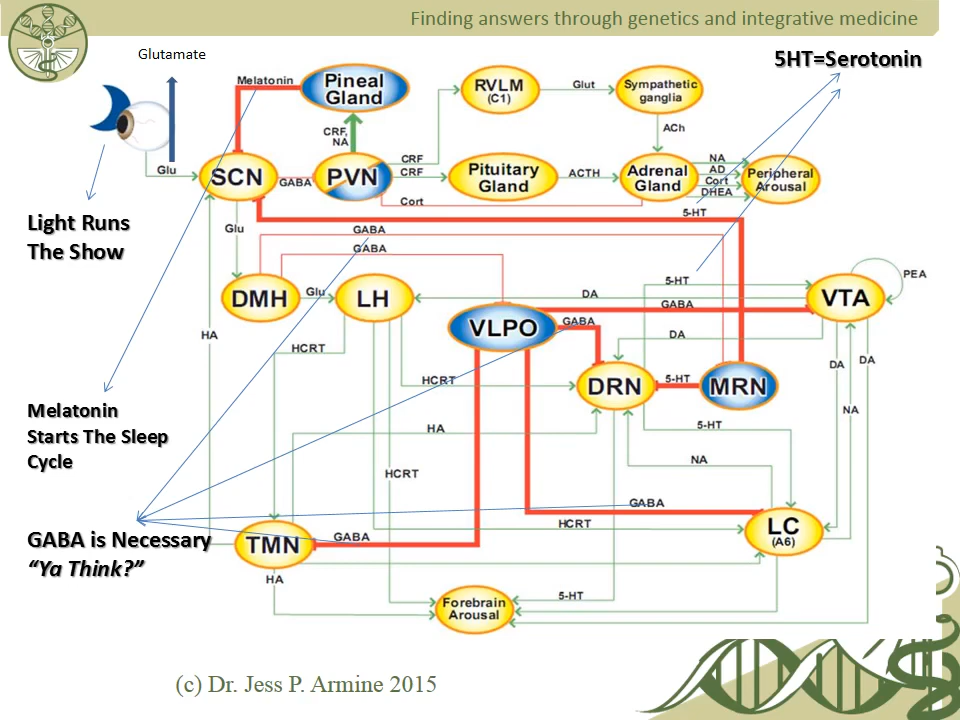 Finding answers through genetics and integrative medicine
Glutamate
5HT=Serotonin
Melatonin
Pineal
Gland
RVLM
(C1)
Glut
Sympathetic
ganglia
CRF,
NA
ACh
Glu
SCN
GABA
PVN
CRF
CRF
Pituitary
Gland
ACTH
Adrenal
Gland
NA
AD
Cort
DHEA
Peripheral
Arousal
Cort
5-HT
Light Runs
The Show
Glu
GABA
GABA
DMH
Glu
LH
DA
5-HT
GABA
VTA
PEA
VLPO
GABA
HA
HCRT
DA
DA
DA
HCRT
DRN
5-HT
MRN
NA
Melatonin
Starts The Sleep
Cycle
HA
5-HT
NA
HCRT
GABA
GABA is Necessary
“Ya Think?”
TMN
GABA
HCRT
LC
(A6)
HA
Forebrain
Arousal
5-HT
(c) Dr. Jess P. Armine 2015